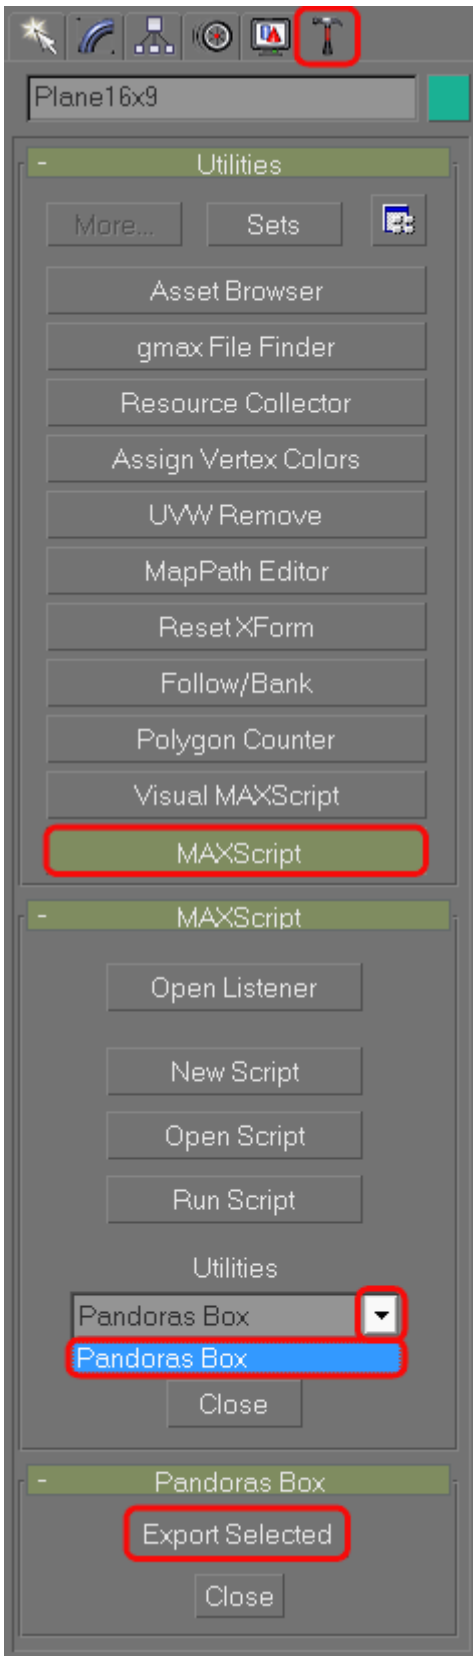 Plane16x9
- Utilities
More... Sets
Asset Browser
gmax File Finder
Resource Collector
Assign Vertex Colors
UVW Remove
MapPath Editor
Reset XForm
Follow/Bank
Polygon Counter
Visual MAXScript
MAXScript
- MAXScript
Open Listener
New Script
Open Script
Run Script
Utilities
Pandoras Box
Pandoras Box
Close
- Pandoras Box
Export Selected
Close